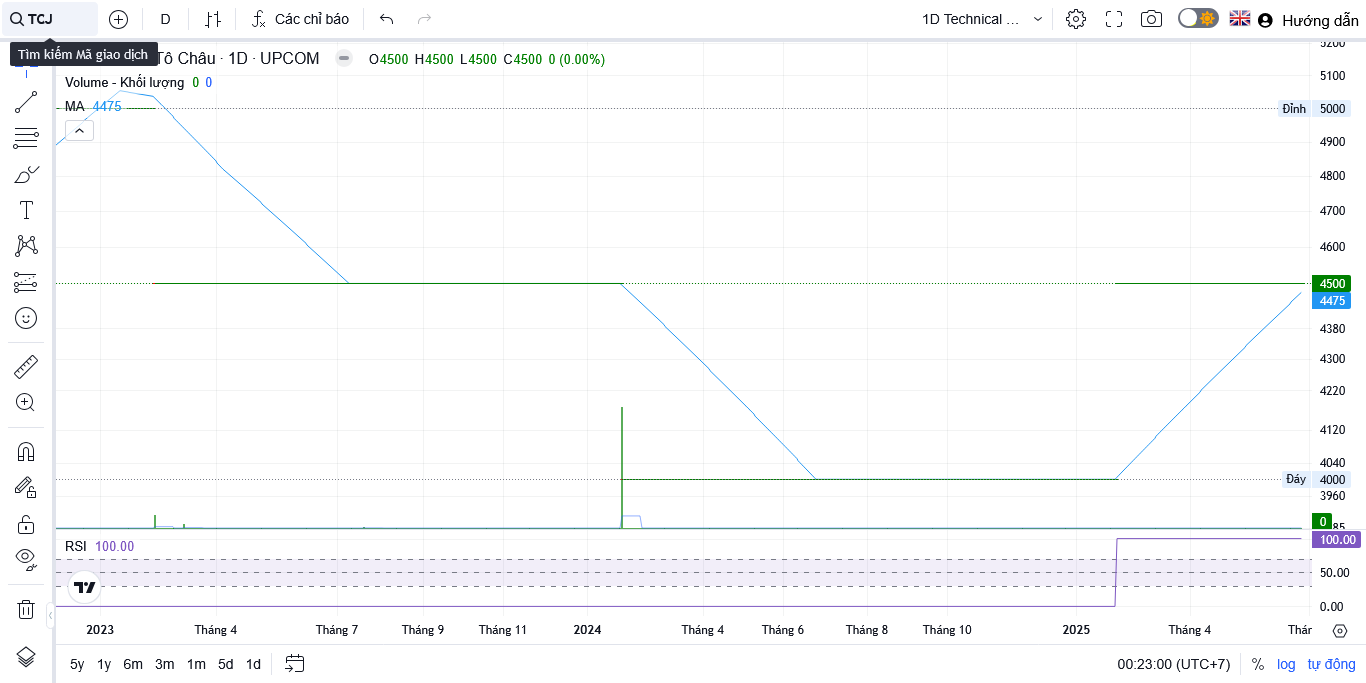 TCJ
D
Các chỉ báo
1D Technical ...
Hướng dẫn
Tìm kiếm Mã giao dịch
Tô Châu · 1D · UPCOM
O4500 H4500 L4500 C4500 0 (0.00%)
Volume - Khối lượng 0 0
MA 4475
5200
5100
Đỉnh 5000
4900
4800
4700
4600
4500
4475
4380
4300
4220
4120
4040
Đáy 4000
3960
0
85
RSI 100.00
100.00
50.00
0.00
2023 Tháng 4 Tháng 7 Tháng 9 Tháng 11 2024 Tháng 4 Tháng 6 Tháng 8 Tháng 10 2025 Tháng 4 Thár
5y 1y 6m 3m 1m 5d 1d
00:23:00 (UTC+7) % log tự động